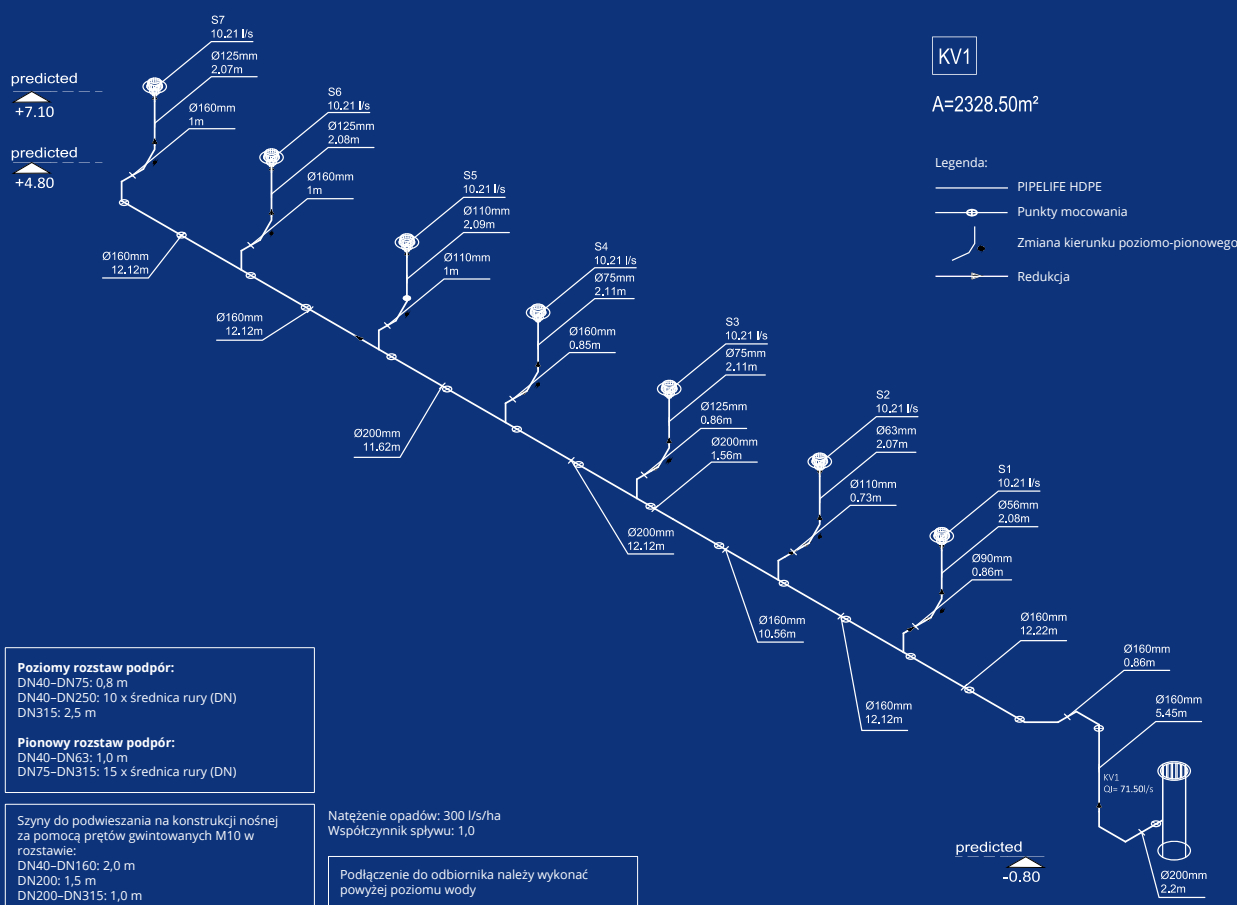 S7
10.21 l/s
Ø125mm
2.07m
predicted
+7.10
Ø160mm
1m
S6
10.21 l/s
Ø125mm
2.08m
predicted
+4.80
Ø160mm
1m
S5
10.21 l/s
Ø110mm
2.09m
Ø110mm
1m
Ø160mm
12.12m
S4
10.21 l/s
Ø75mm
2.11m
Ø160mm
0.85m
Ø160mm
12.12m
S3
10.21 l/s
Ø75mm
2.11m
Ø125mm
0.86m
Ø200mm
1.56m
Ø200mm
11.62m
S2
10.21 l/s
Ø63mm
2.07m
Ø110mm
0.73m
Ø200mm
12.12m
S1
10.21 l/s
Ø56mm
2.08m
Ø90mm
0.86m
Ø160mm
10.56m
Ø160mm
12.22m
Ø160mm
12.12m
Ø160mm
0.86m
Ø160mm
5.45m
KV1
Ql= 71.50l/s
predicted
-0.80
Ø200mm
2.2m
KV1
A=2328.50m²
Legenda:
PIPELIFE HDPE
Punkty mocowania
Zmiana kierunku poziomo-pionowego
Redukcja
Poziomy rozstaw podpór:
DN40–DN75: 0,8 m
DN40–DN250: 10 x średnica rury (DN)
DN315: 2,5 m
Pionowy rozstaw podpór:
DN40–DN63: 1,0 m
DN75–DN315: 15 x średnica rury (DN)
Szyny do podwieszania na konstrukcji nośnej
za pomocą prętów gwintowanych M10 w
rozstawie:
DN40–DN160: 2,0 m
DN200: 1,5 m
DN200–DN315: 1,0 m
Natężenie opadów: 300 l/s/ha
Współczynnik spływu: 1,0
Podłączenie do odbiornika należy wykonać
powyżej poziomu wody